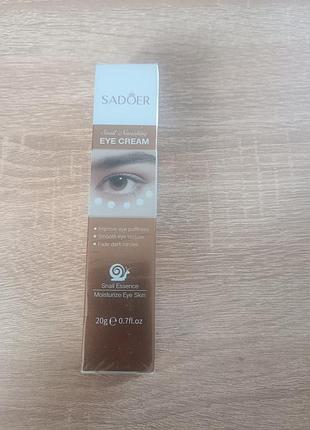 SADOER
Snail Nourishing
EYE CREAM
• Improve eye puffiness
• Smooth eye texture
• Fade dark circles
Snail Essence
Moisturize Eye Skin
20g ℮ 0.7fl.oz